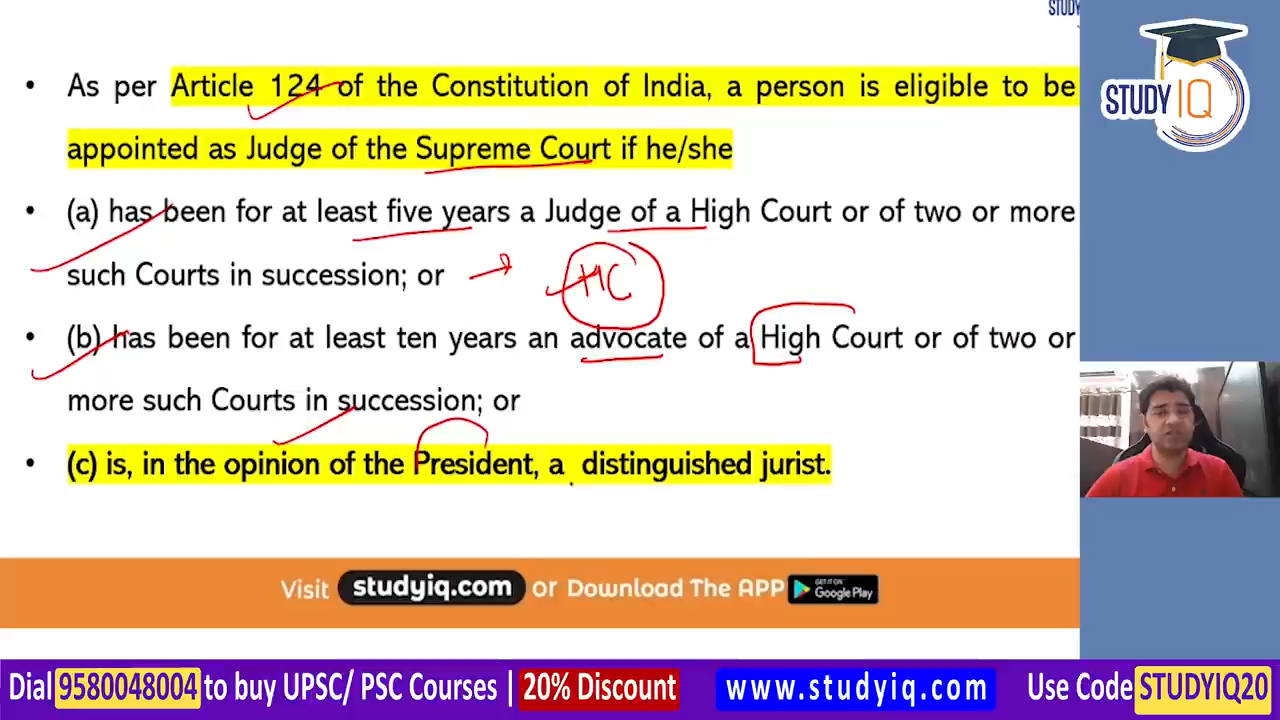 STUDY
• As per Article 124 of the Constitution of India, a person is eligible to be
appointed as Judge of the Supreme Court if he/she
• (a) has been for at least five years a Judge of a High Court or of two or more
such Courts in succession; or
HC
• (b) has been for at least ten years an advocate of a High Court or of two or
more such Courts in succession; or
• (c) is, in the opinion of the President, a distinguished jurist.
STUDY IQ
Visit studyiq.com or Download The APP GET IT ON Google Play
Dial 9580048004 to buy UPSC/ PSC Courses | 20% Discount www.studyiq.com Use Code STUDYIQ20